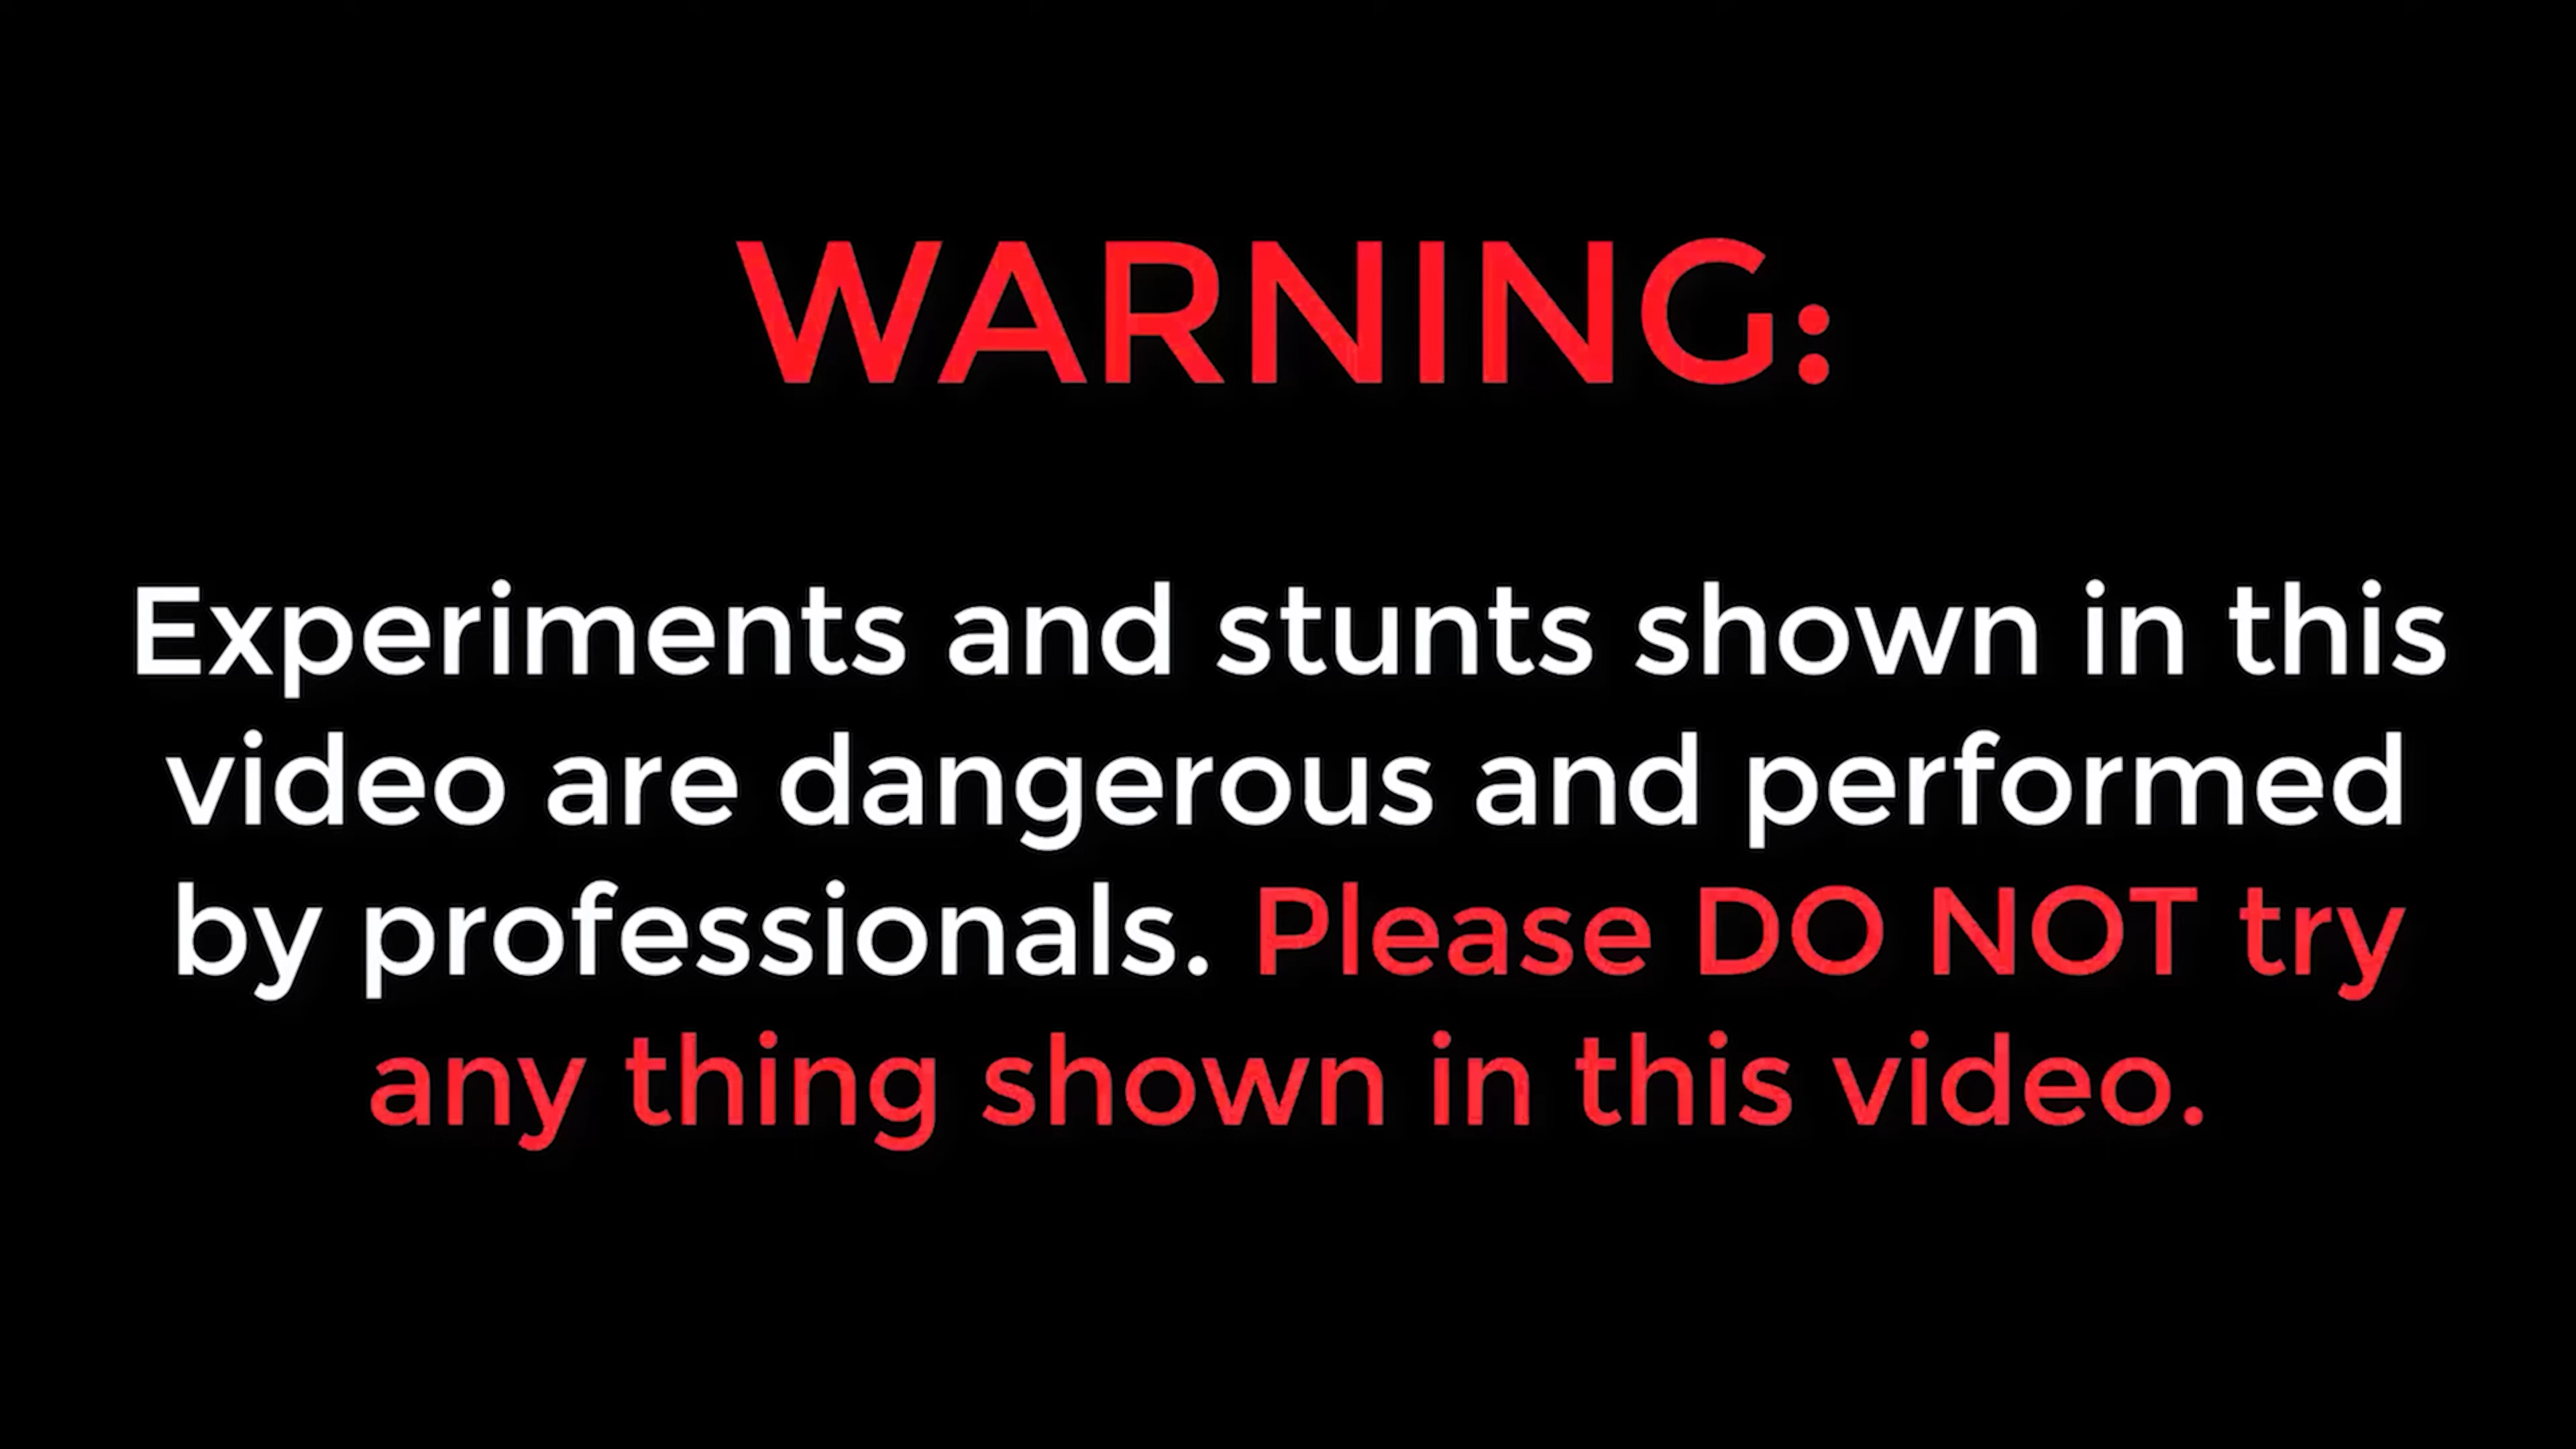 WARNING:
Experiments and stunts shown in this
video are dangerous and performed
by professionals. Please DO NOT try
any thing shown in this video.